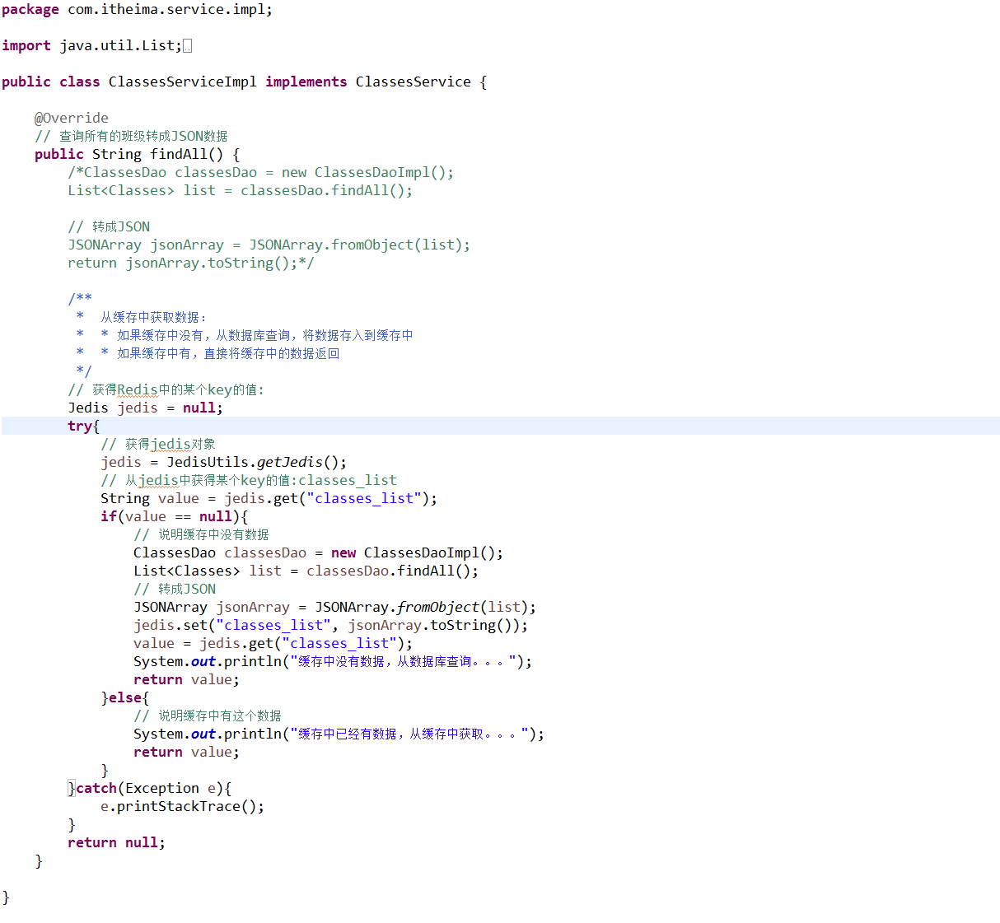 package com.itheima.service.impl;
import java.util.List;
public class ClassesServiceImpl implements ClassesService {
@Override
// 查询所有的班级转成JSON数据
public String findAll() {
/*ClassesDao classesDao = new ClassesDaoImpl();
List<Classes> list = classesDao.findAll();
// 转成JSON
JSONArray jsonArray = JSONArray.fromObject(list);
return jsonArray.toString();*/
/**
* 从缓存中获取数据：
* * 如果缓存中没有，从数据库查询，将数据存入到缓存中
* * 如果缓存中有，直接将缓存中的数据返回
*/
// 获得Redis中的某个key的值：
Jedis jedis = null;
try{
// 获得jedis对象
jedis = JedisUtils.getJedis();
// 从jedis中获得某个key的值:classes_list
String value = jedis.get("classes_list");
if(value == null){
// 说明缓存中没有数据
ClassesDao classesDao = new ClassesDaoImpl();
List<Classes> list = classesDao.findAll();
// 转成JSON
JSONArray jsonArray = JSONArray.fromObject(list);
jedis.set("classes_list", jsonArray.toString());
value = jedis.get("classes_list");
System.out.println("缓存中没有数据，从数据库查询。。。");
return value;
}else{
// 说明缓存中有这个数据
System.out.println("缓存中已经有数据，从缓存中获取。。。");
return value;
}
}catch(Exception e){
e.printStackTrace();
}
return null;
}
}